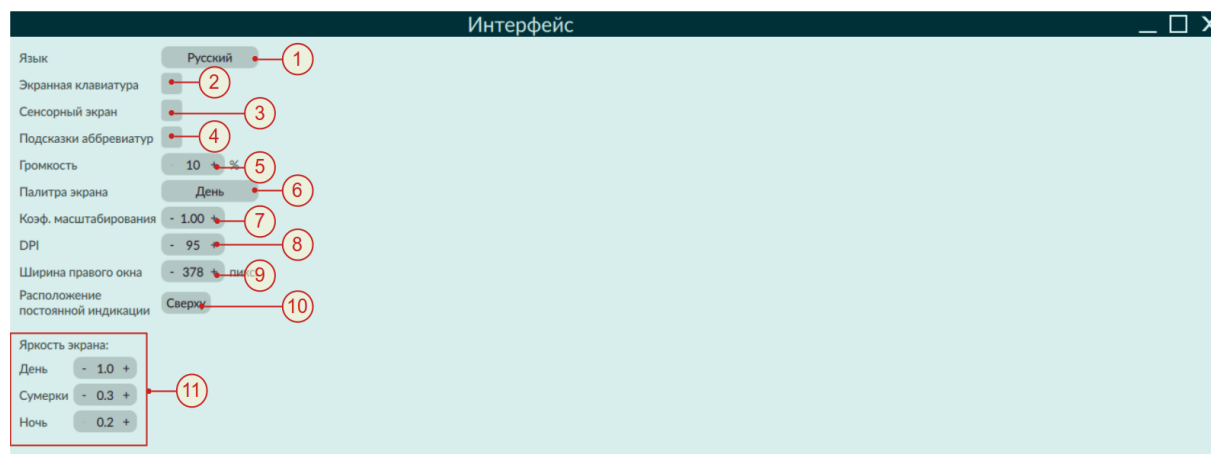 Интерфейс
Язык Русский 1
Экранная клавиатура 2
Сенсорный экран 3
Подсказки аббревиатур 4
Громкость - 10 + % 5
Палитра экрана День 6
Коэф. масштабирования - 1.00 + 7
DPI - 95 + 8
Ширина правого окна - 378 + 9
Расположение
постоянной индикации Сверху 10
Яркость экрана:
День - 1.0 +
Сумерки - 0.3 + 11
Ночь - 0.2 +